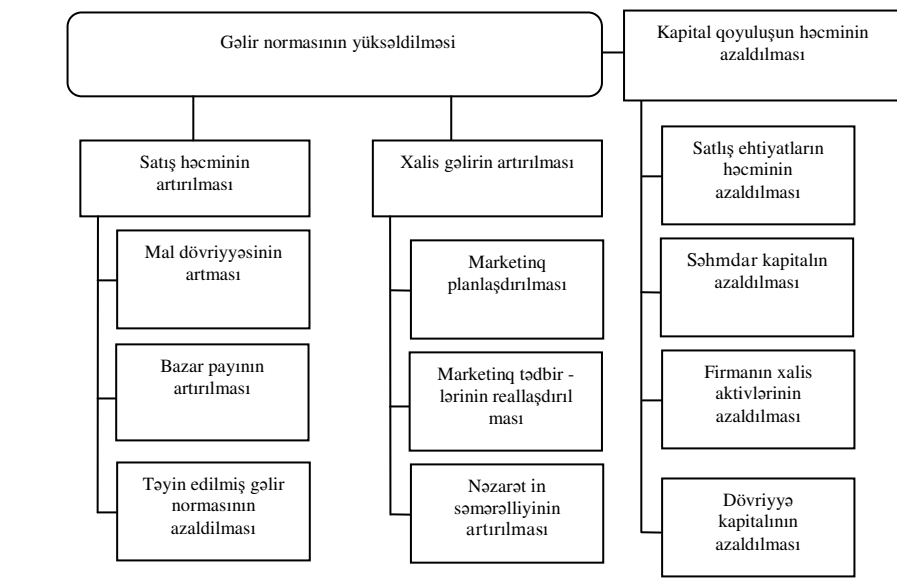 Gəlir normasının yüksəldilməsi
Kapital qoyuluşun həcminin
azaldılması
Satış həcminin
artırılması
Mal dövriyyəsinin
artması
Bazar payının
artırılması
Təyin edilmiş gəlir
normasının
azaldilması
Xalis gəlirin artırılması
Marketinq
planlaşdırılması
Marketinq tədbir -
lərinin reallaşdırıl
ması
Nəzarət in
səmərəlliyinin
artırılması
Satlış ehtiyatların
həcminin
azaldılması
Səhmdar kapitalın
azaldılması
Firmanın xalis
aktivlərinin
azaldılması
Dövriyyə
kapitalının
azaldılması